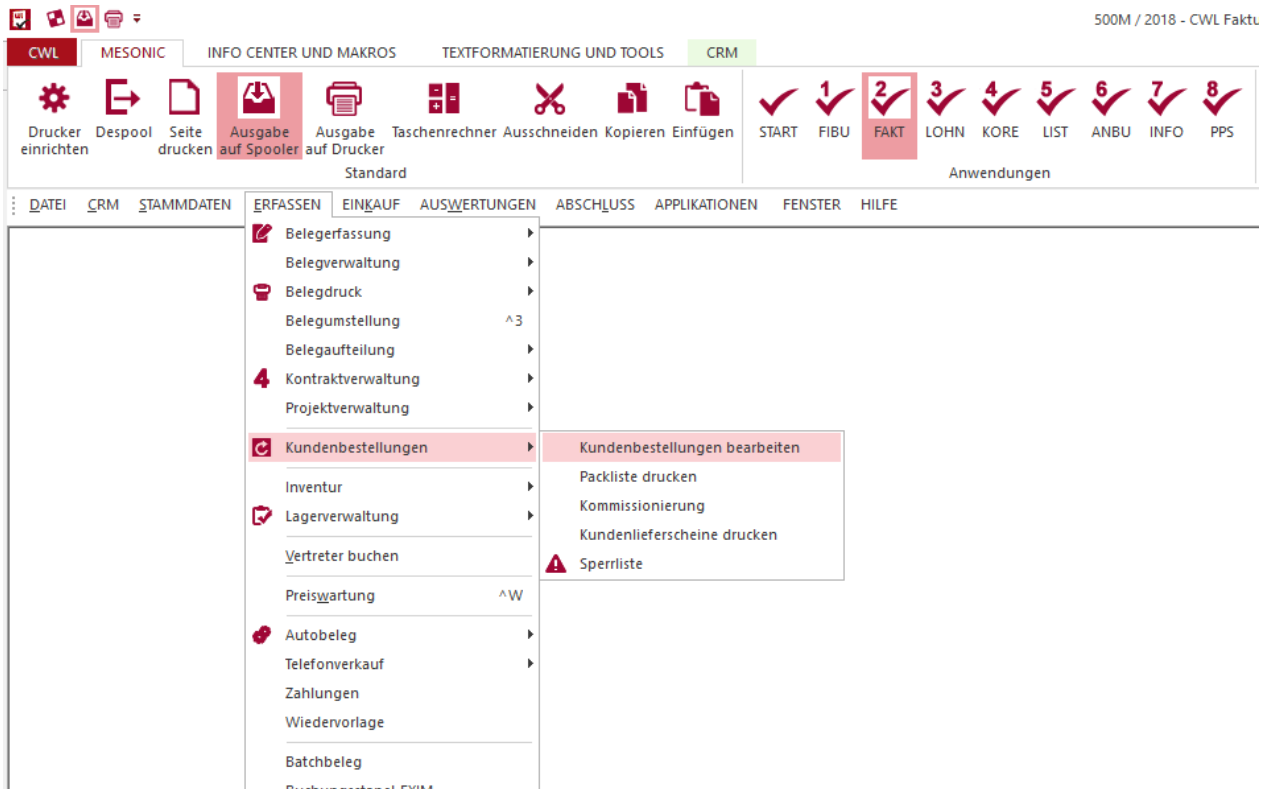 500M / 2018 - CWL Faktu
CWL MESONIC INFO CENTER UND MAKROS TEXTFORMATIERUNG UND TOOLS CRM
1 2 3 4 5 6 7 8
Drucker Despool Seite Ausgabe Ausgabe Taschenrechner Ausschneiden Kopieren Einfügen START FIBU FAKT LOHN KORE LIST ANBU INFO PPS
einrichten drucken auf Spooler auf Drucker
Standard Anwendungen
DATEI CRM STAMMDATEN ERFASSEN EINKAUF AUSWERTUNGEN ABSCHLUSS APPLIKATIONEN FENSTER HILFE
Belegerfassung
Belegverwaltung
Belegdruck
Belegumstellung ^3
Belegaufteilung
4 Kontraktverwaltung
Projektverwaltung
Kundenbestellungen
Kundenbestellungen bearbeiten
Packliste drucken
Kommissionierung
Kundenlieferscheine drucken
Sperrliste
Inventur
Lagerverwaltung
Vertreter buchen
Preiswartung ^W
Autobeleg
Telefonverkauf
Zahlungen
Wiedervorlage
Batchbeleg
Buchungsstapel EXIM